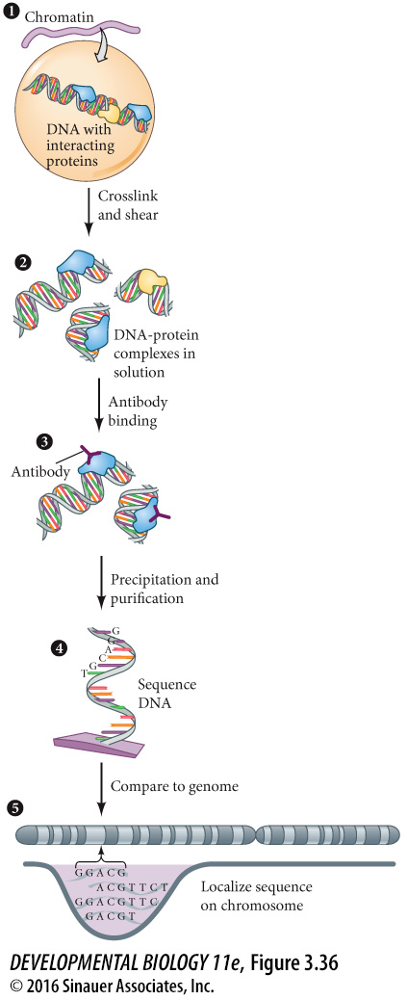 1
Chromatin
DNA with
interacting
proteins
Crosslink
and shear
2
DNA-protein
complexes in
solution
Antibody
binding
3
Antibody
Precipitation and
purification
4
G
G
A
C
G
T
Sequence
DNA
Compare to genome
5
GGACG
ACGTTCT
GGACGTTC
GACGT
Localize sequence
on chromosome
DEVELOPMENTAL BIOLOGY 11e, Figure 3.36
© 2016 Sinauer Associates, Inc.